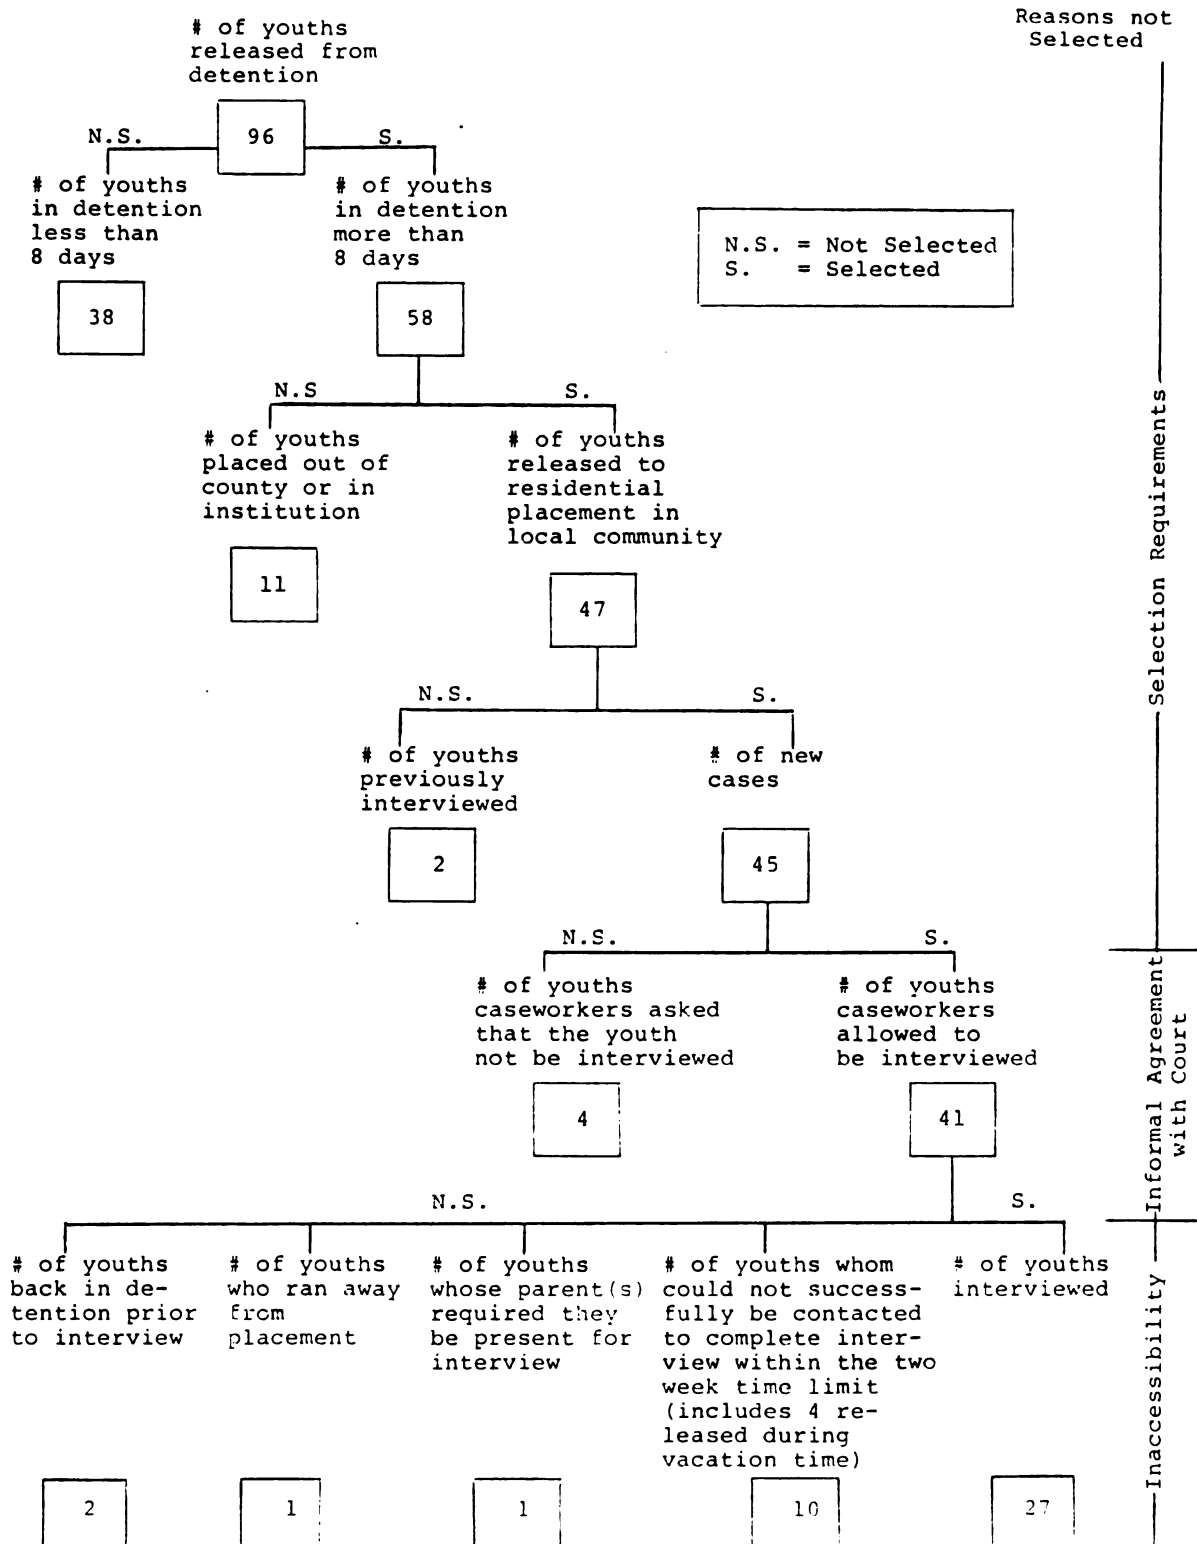 # of youths
released from
detention
Reasons not
Selected
96
N.S.
S.
# of youths
in detention
less than
8 days
# of youths
in detention
more than
8 days
N.S. = Not Selected
S. = Selected
38
58
N.S
S.
# of youths
placed out of
county or in
institution
# of youths
released to
residential
placement in
local community
11
47
Selection Requirements
N.S.
S.
# of youths
previously
interviewed
# of new
cases
2
45
N.S.
S.
# of youths
caseworkers asked
that the youth
not be interviewed
# of youths
caseworkers
allowed to
be interviewed
4
41
Informal Agreement
with Court
N.S.
S.
# of youths
back in de-
tention prior
to interview
# of youths
who ran away
from
placement
# of youths
whose parent(s)
required they
be present for
interview
# of youths whom
could not success-
fully be contacted
to complete inter-
view within the two
week time limit
(includes 4 re-
leased during
vacation time)
# of youths
interviewed
Inaccessibility
2
1
1
10
27